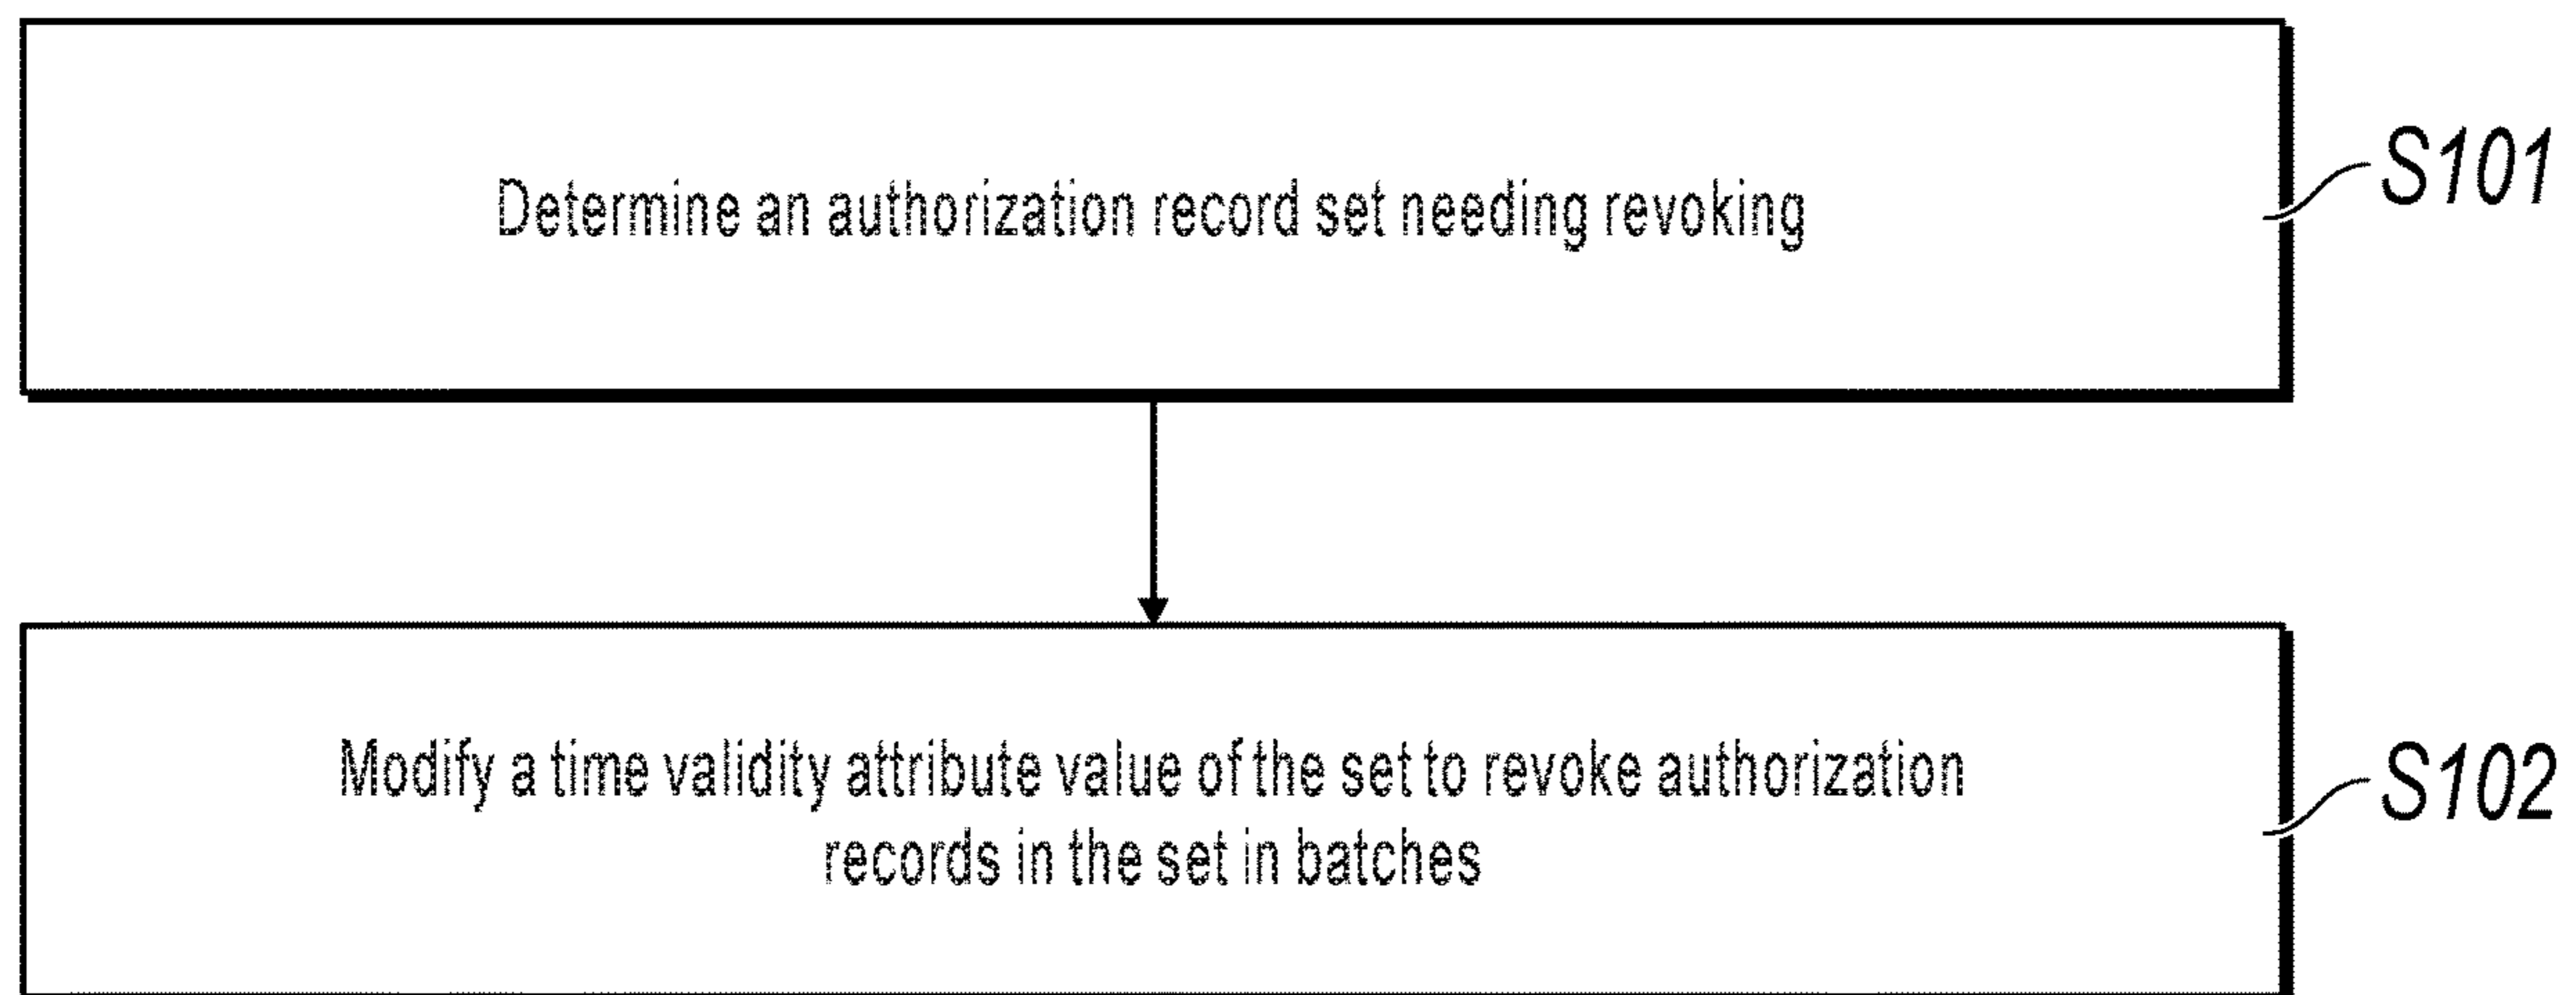 Determine an authorization record set needing revoking
S101
Modify a time validity attribute value of the set to revoke authorization
records in the set in batches
S102